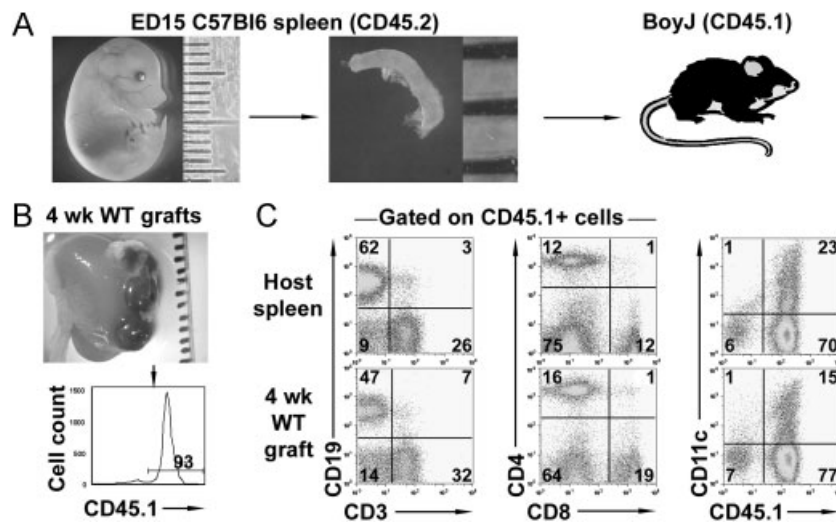 A
ED15 C57Bl6 spleen (CD45.2)
BoyJ (CD45.1)
B
4 wk WT grafts
Cell count
1500
1000
500
0
93
CD45.1
C
Gated on CD45.1+ cells
Host
spleen
62 3
9 26
12 1
75 12
1 23
6 70
4 wk
WT
graft
47 7
14 32
16 1
64 19
1 15
7 77
CD19
CD3
CD4
CD8
CD11c
CD45.1